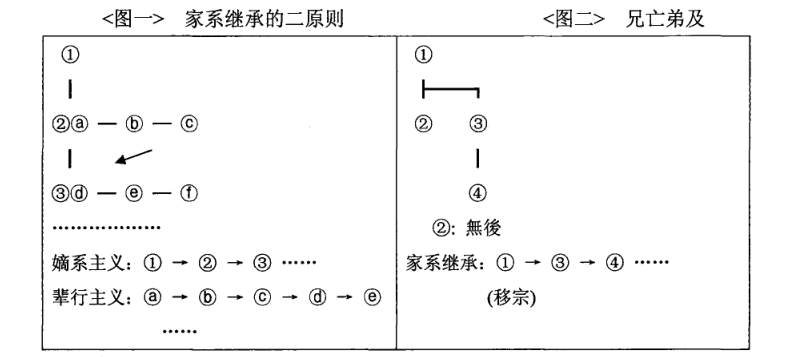 <图一> 家系继承的二原则
①
②ⓐ — ⓑ — ⓒ
③ⓓ — ⓔ — ⓕ
………………
嫡系主义：① → ② → ③ ……
辈行主义：ⓐ → ⓑ → ⓒ → ⓓ → ⓔ
……
<图二> 兄亡弟及
①
② ③
④
②：無後
家系继承：① → ③ → ④ ……
(移宗)